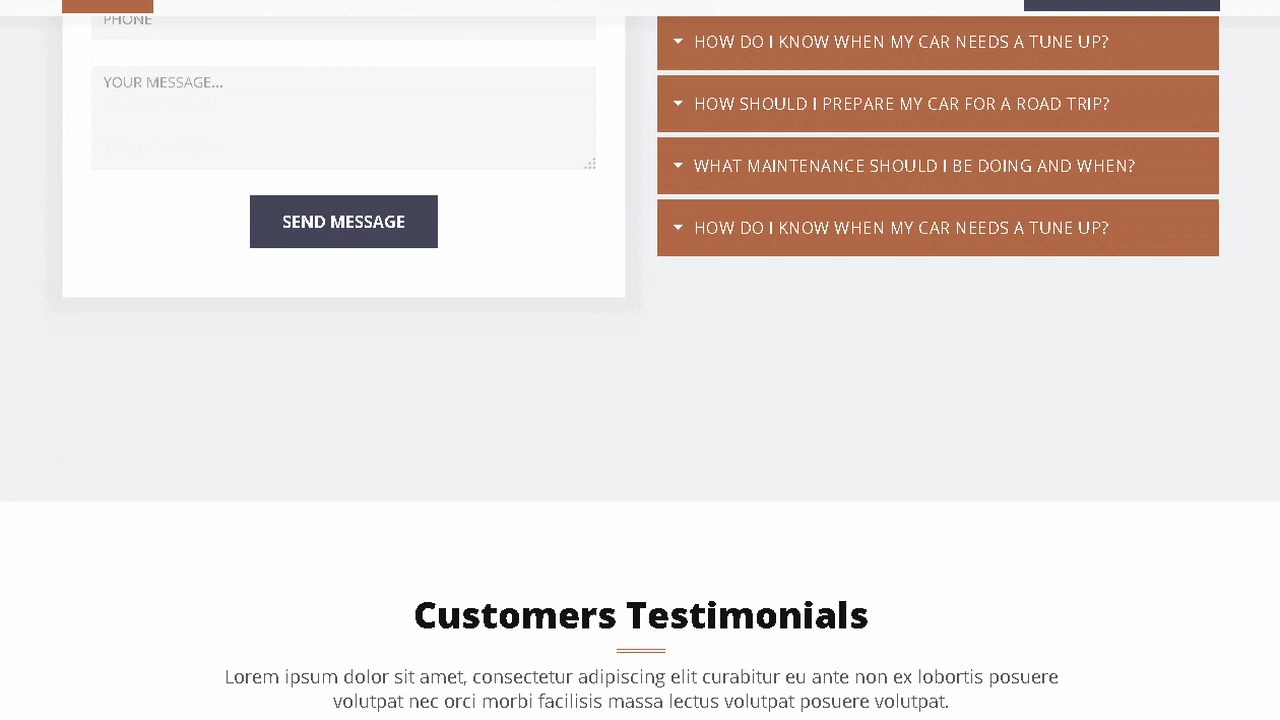 PHONE
YOUR MESSAGE...
SEND MESSAGE
HOW DO I KNOW WHEN MY CAR NEEDS A TUNE UP?
HOW SHOULD I PREPARE MY CAR FOR A ROAD TRIP?
WHAT MAINTENANCE SHOULD I BE DOING AND WHEN?
HOW DO I KNOW WHEN MY CAR NEEDS A TUNE UP?
Customers Testimonials
Lorem ipsum dolor sit amet, consectetur adipiscing elit curabitur eu ante non ex lobortis posuere
volutpat nec orci morbi facilisis massa lectus volutpat posuere volutpat.